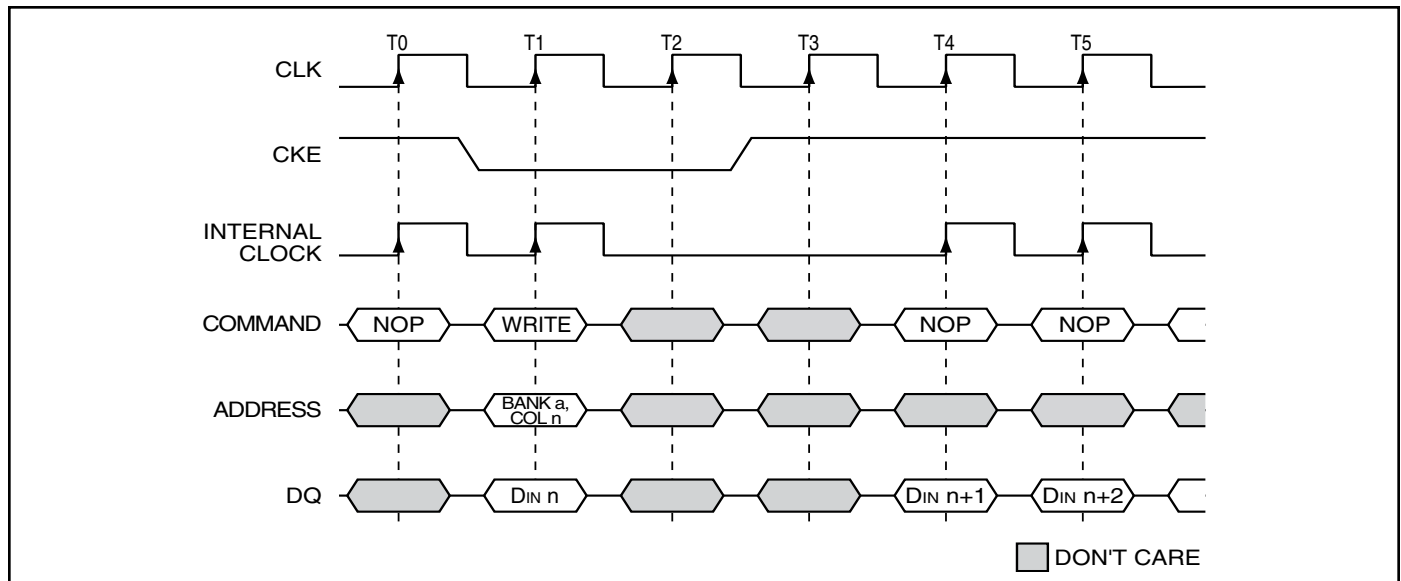 T0 T1 T2 T3 T4 T5
CLK
CKE
INTERNAL
CLOCK
COMMAND NOP WRITE NOP NOP
ADDRESS BANK a,
COL n
DQ DIN n DIN n+1 DIN n+2
DON'T CARE